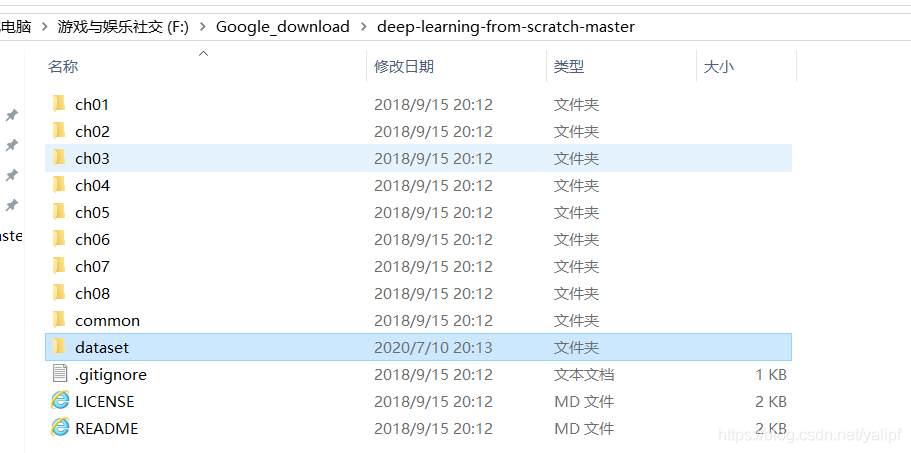 电脑 › 游戏与娱乐社交 (F:) › Google_download › deep-learning-from-scratch-master
名称 修改日期 类型 大小
ch01 2018/9/15 20:12 文件夹
ch02 2018/9/15 20:12 文件夹
ch03 2018/9/15 20:12 文件夹
ch04 2018/9/15 20:12 文件夹
ch05 2018/9/15 20:12 文件夹
ch06 2018/9/15 20:12 文件夹
aste
ch07 2018/9/15 20:12 文件夹
ch08 2018/9/15 20:12 文件夹
common 2018/9/15 20:12 文件夹
dataset 2020/7/10 20:13 文件夹
.gitignore 2018/9/15 20:12 文本文档 1 KB
LICENSE 2018/9/15 20:12 MD 文件 2 KB
README 2018/9/15 20:12 MD 文件 2 KB
https://blog.csdn.net/yalipf